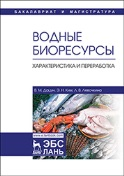 БАКАЛАВРИАТ И МАГИСТРАТУРА
ВОДНЫЕ
БИОРЕСУРСЫ
ХАРАКТЕРИСТИКА И ПЕРЕРАБОТКА
ЭБС
ЛАНЬ